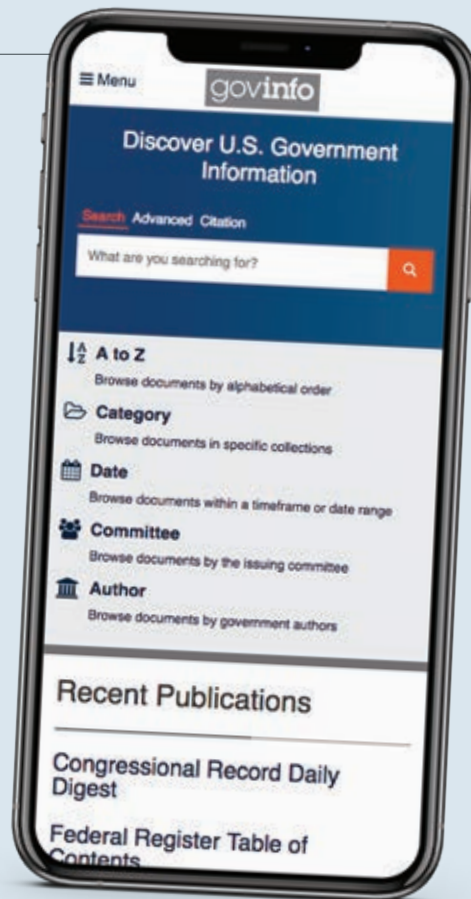 Menu
govinfo
Discover U.S. Government
Information
Search Advanced Citation
What are you searching for?
A to Z
Browse documents by alphabetical order
Category
Browse documents in specific collections
Date
Browse documents within a timeframe or date range
Committee
Browse documents by the issuing committee
Author
Browse documents by government authors
Recent Publications
Congressional Record Daily
Digest
Federal Register Table of
Contents